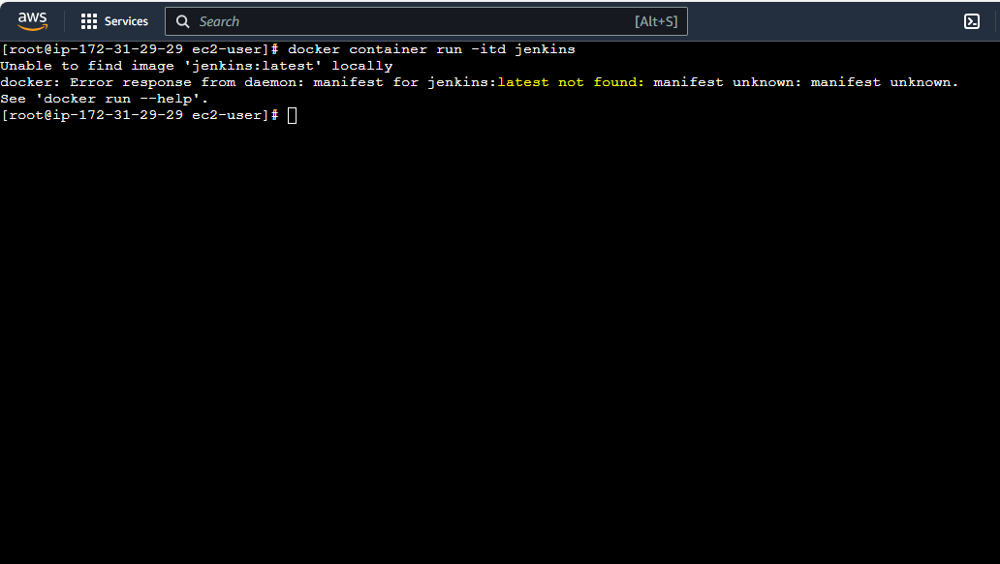 aws Services Search [Alt+S]
[root@ip-172-31-29-29 ec2-user]# docker container run -itd jenkins
Unable to find image 'jenkins:latest' locally
docker: Error response from daemon: manifest for jenkins:latest not found: manifest unknown: manifest unknown.
See 'docker run --help'.
[root@ip-172-31-29-29 ec2-user]#